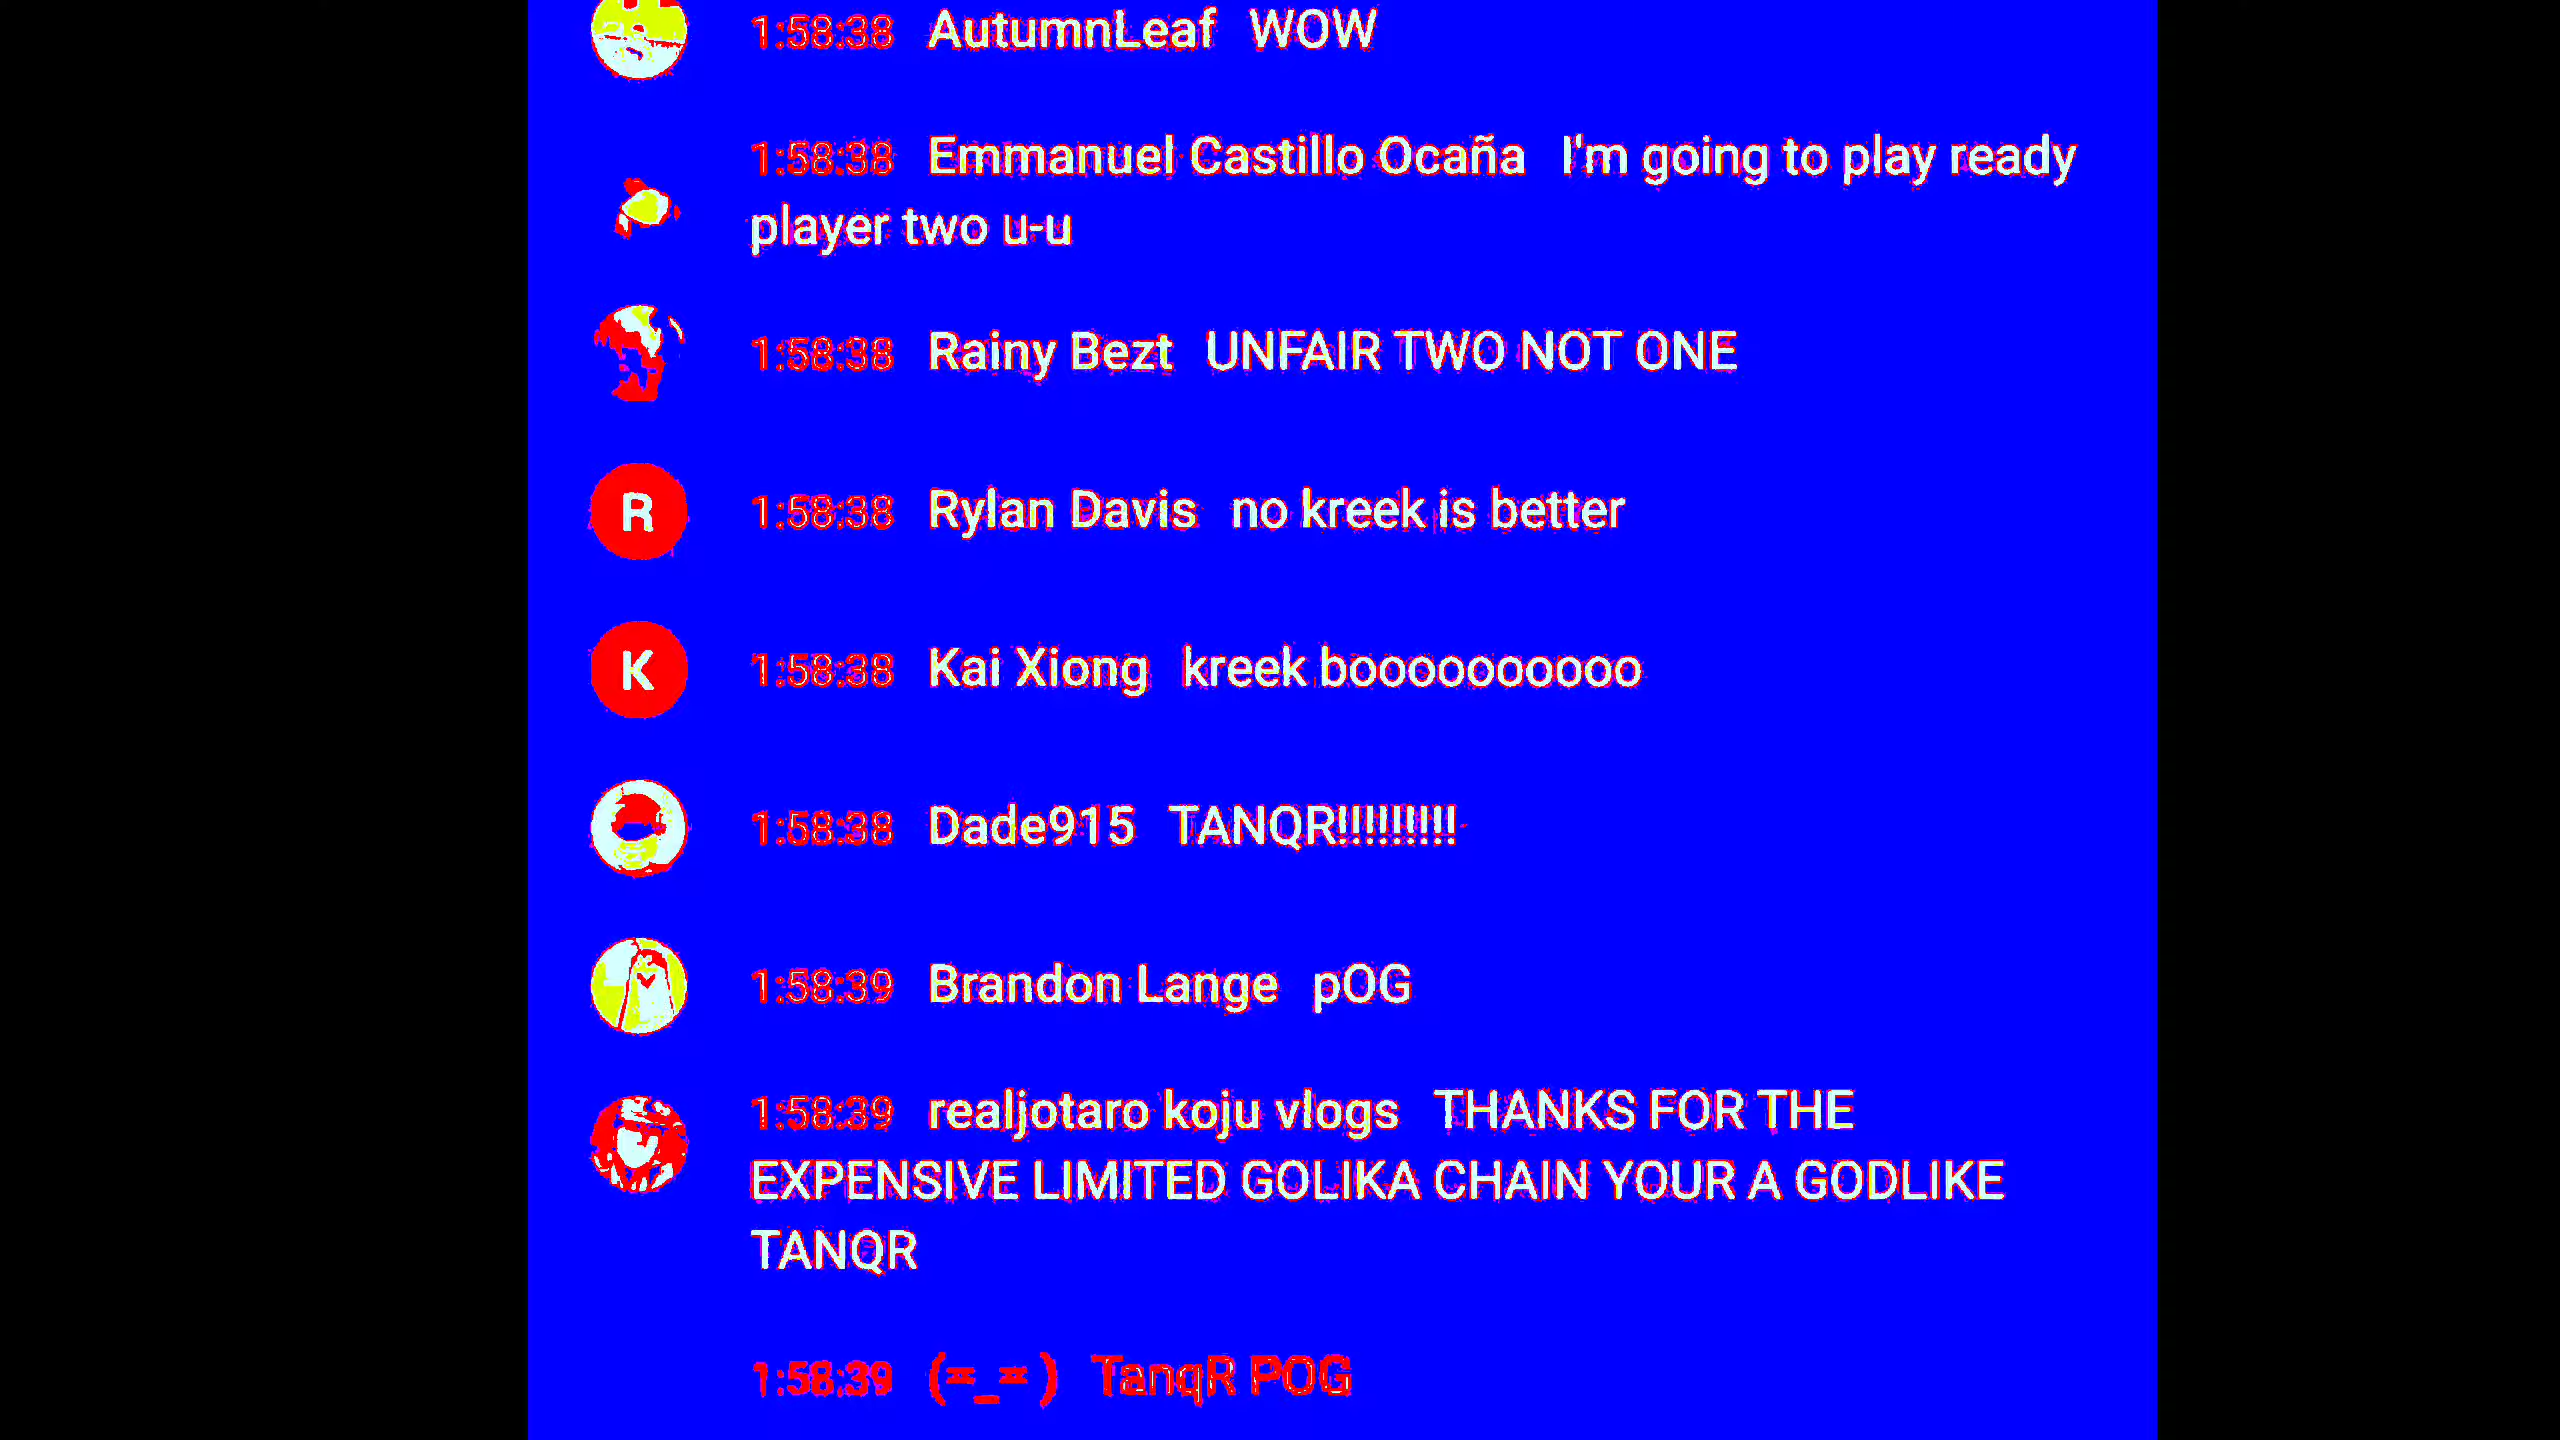 1:58:38 AutumnLeaf WOW
1:58:38 Emmanuel Castillo Ocaña I'm going to play ready
player two u-u
1:58:38 Rainy Bezt UNFAIR TWO NOT ONE
R 1:58:38 Rylan Davis no kreek is better
K 1:58:38 Kai Xiong kreek boooooooooo
1:58:38 Dade915 TANQR!!!!!!!!!
1:58:39 Brandon Lange pOG
1:58:39 realjotaro koju vlogs THANKS FOR THE
EXPENSIVE LIMITED GOLIKA CHAIN YOUR A GODLIKE
TANQR
1:58:39 (=_=) TanqR POG